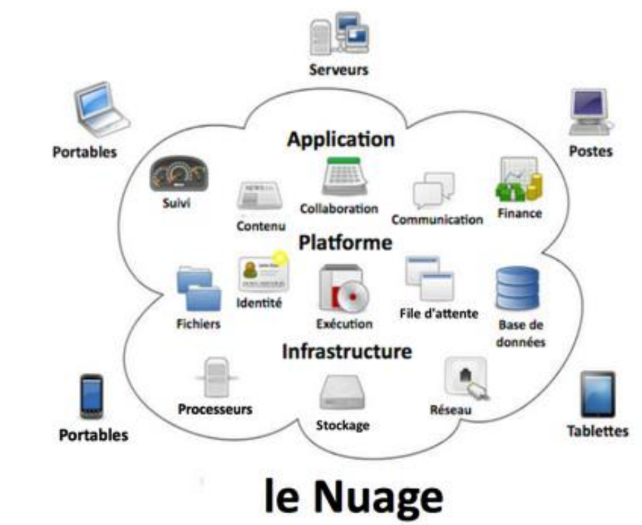 Serveurs
Portables
Postes
Application
Suivi
NEWS
Contenu
Collaboration
Communication
Finance
Platforme
Fichiers
Identité
Exécution
File d'attente
Base de
données
Infrastructure
Processeurs
Stockage
Réseau
Portables
Tablettes
le Nuage